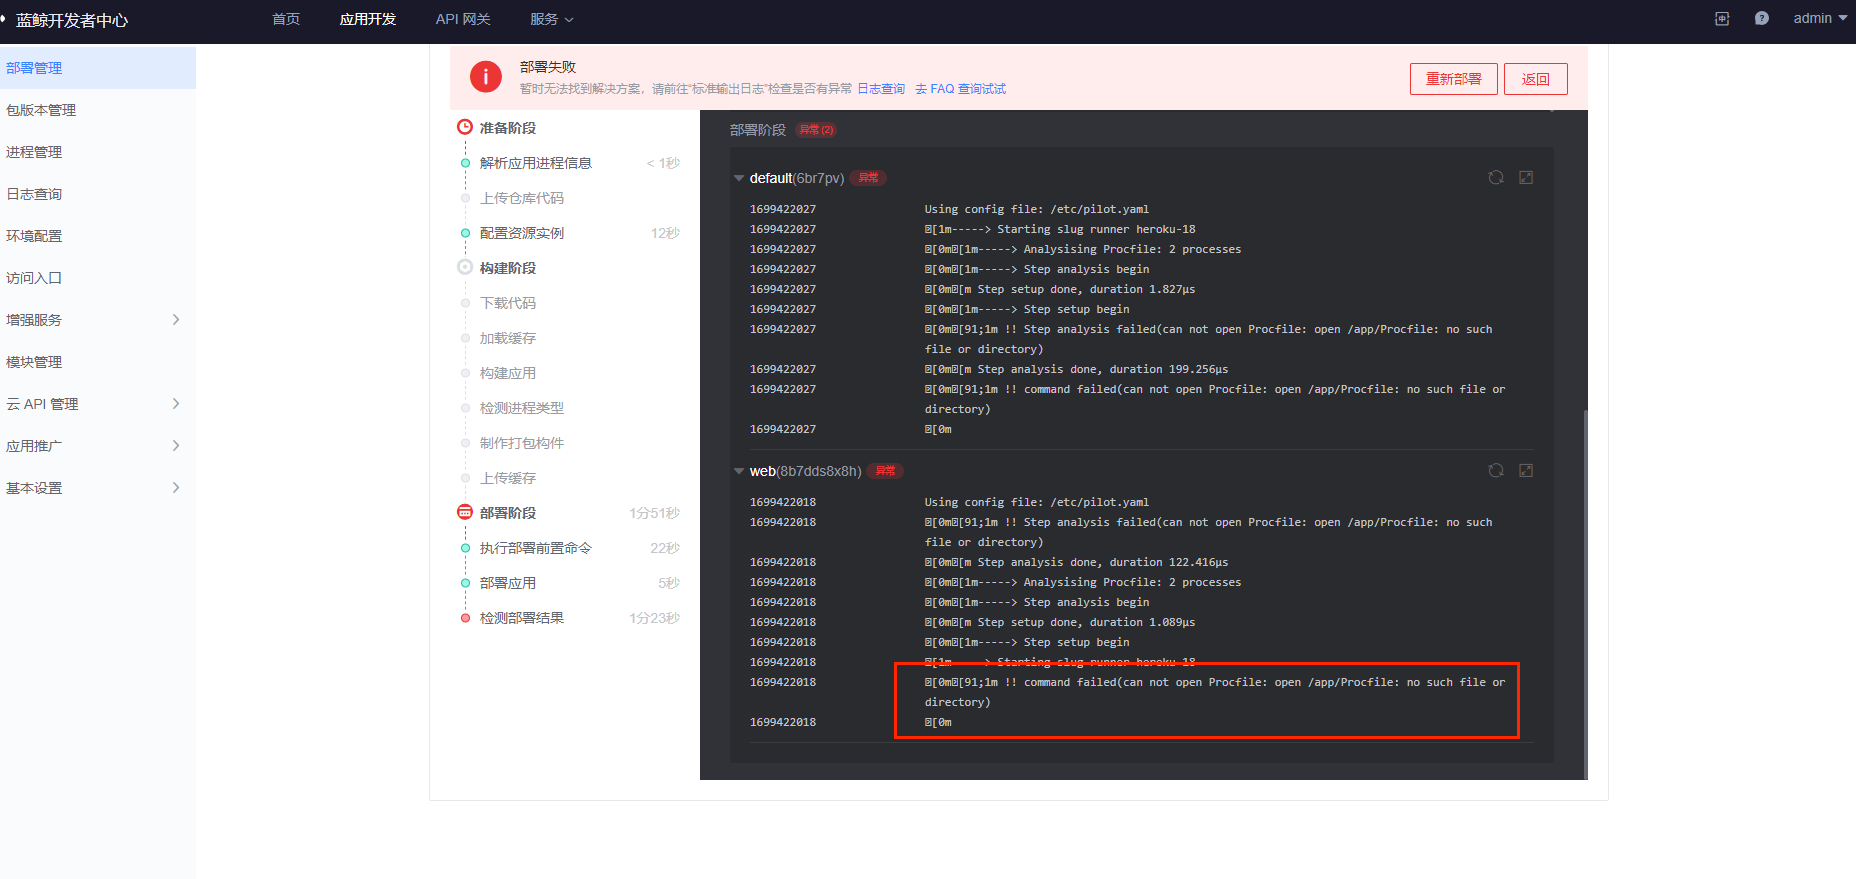 蓝鲸开发者中心
首页
应用开发
API 网关
服务
admin
部署管理
包版本管理
进程管理
日志查询
环境配置
访问入口
增强服务
模块管理
云 API 管理
应用推广
基本设置
部署失败
暂时无法找到解决方案，请前往“标准输出日志”检查是否有异常 日志查询 去 FAQ 查询试试
重新部署
返回
准备阶段
解析应用进程信息 < 1秒
上传仓库代码
配置资源实例 12秒
构建阶段
下载代码
加载缓存
构建应用
检测进程类型
制作打包构件
上传缓存
部署阶段 1分51秒
执行部署前置命令 22秒
部署应用 5秒
检测部署结果 1分23秒
部署阶段 异常(2)
default(6br7pv) 异常
1699422027 Using config file: /etc/pilot.yaml
1699422027 [1m-----> Starting slug runner heroku-18
1699422027 [0m[1m-----> Analysising Procfile: 2 processes
1699422027 [0m[1m-----> Step analysis begin
1699422027 [0m[m Step setup done, duration 1.827µs
1699422027 [0m[1m-----> Step setup begin
1699422027 [0m[91;1m !! Step analysis failed(can not open Procfile: open /app/Procfile: no such
file or directory)
1699422027 [0m[m Step analysis done, duration 199.256µs
1699422027 [0m[91;1m !! command failed(can not open Procfile: open /app/Procfile: no such file or
directory)
1699422027 [0m
web(8b7dds8x8h) 异常
1699422018 Using config file: /etc/pilot.yaml
1699422018 [0m[91;1m !! Step analysis failed(can not open Procfile: open /app/Procfile: no such
file or directory)
1699422018 [0m[m Step analysis done, duration 122.416µs
1699422018 [0m[1m-----> Analysising Procfile: 2 processes
1699422018 [0m[1m-----> Step analysis begin
1699422018 [0m[m Step setup done, duration 1.089µs
1699422018 [0m[1m-----> Step setup begin
1699422018 [1m-----> Starting slug runner heroku-18
1699422018 [0m[91;1m !! command failed(can not open Procfile: open /app/Procfile: no such file or
directory)
1699422018 [0m